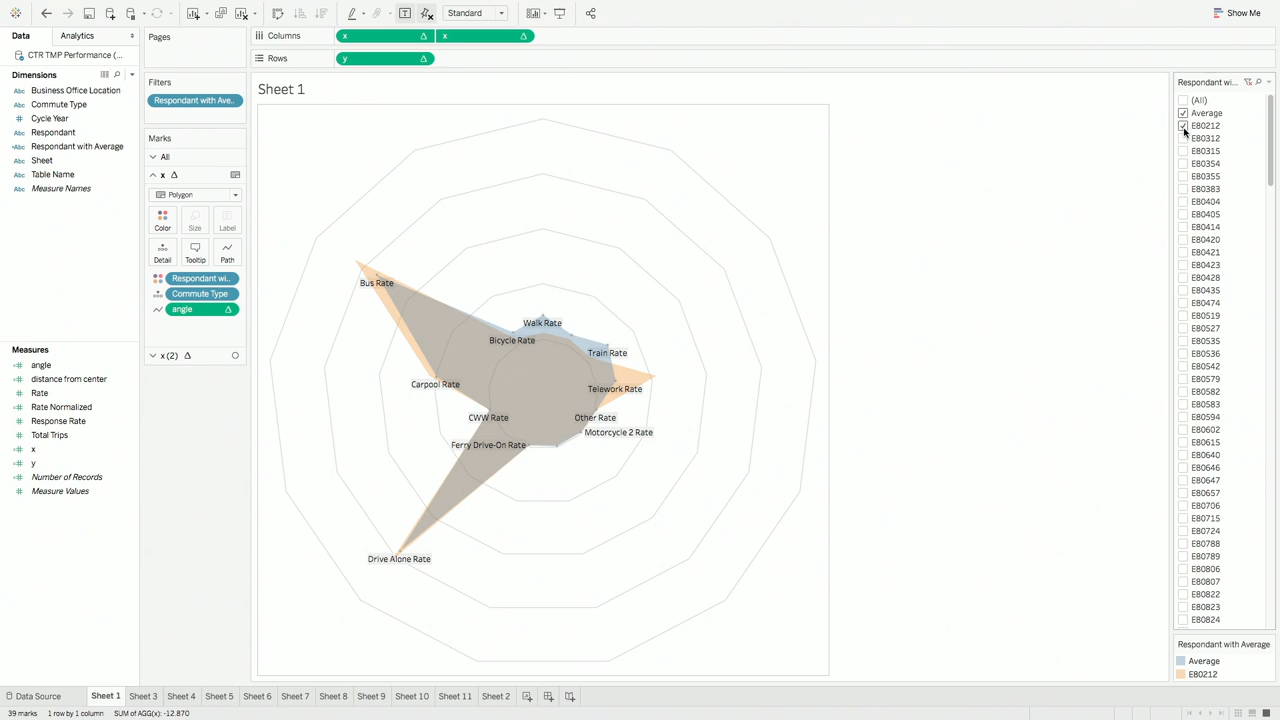 Standard
Show Me
Data
Analytics
CTR TMP Performance (...
Dimensions
Abc Business Office Location
Abc Commute Type
# Cycle Year
Abc Respondant
Abc Respondant with Average
Abc Sheet
Abc Table Name
Abc Measure Names
Measures
angle
distance from center
Rate
Rate Normalized
Response Rate
Total Trips
x
y
Number of Records
Measure Values
Pages
Filters
Respondant with Ave..
Marks
All
x
Polygon
Color
Size
Label
Detail
Tooltip
Path
Respondant wi..
Commute Type
angle
x (2)
Columns
x
x
Rows
y
Sheet 1
Bus Rate
Walk Rate
Bicycle Rate
Train Rate
Carpool Rate
Telework Rate
CWW Rate
Other Rate
Motorcycle 2 Rate
Ferry Drive-On Rate
Drive Alone Rate
Respondant wi...
(All)
Average
E80212
E80312
E80315
E80354
E80355
E80383
E80404
E80405
E80414
E80420
E80421
E80423
E80428
E80435
E80474
E80519
E80527
E80535
E80536
E80542
E80579
E80582
E80583
E80594
E80602
E80615
E80640
E80646
E80647
E80657
E80706
E80715
E80724
E80788
E80789
E80806
E80807
E80822
E80823
E80824
Respondant with Average
Average
E80212
Data Source
Sheet 1
Sheet 3
Sheet 4
Sheet 5
Sheet 6
Sheet 7
Sheet 8
Sheet 9
Sheet 10
Sheet 11
Sheet 2
39 marks
1 row by 1 column
SUM of AGG(x): -12.870